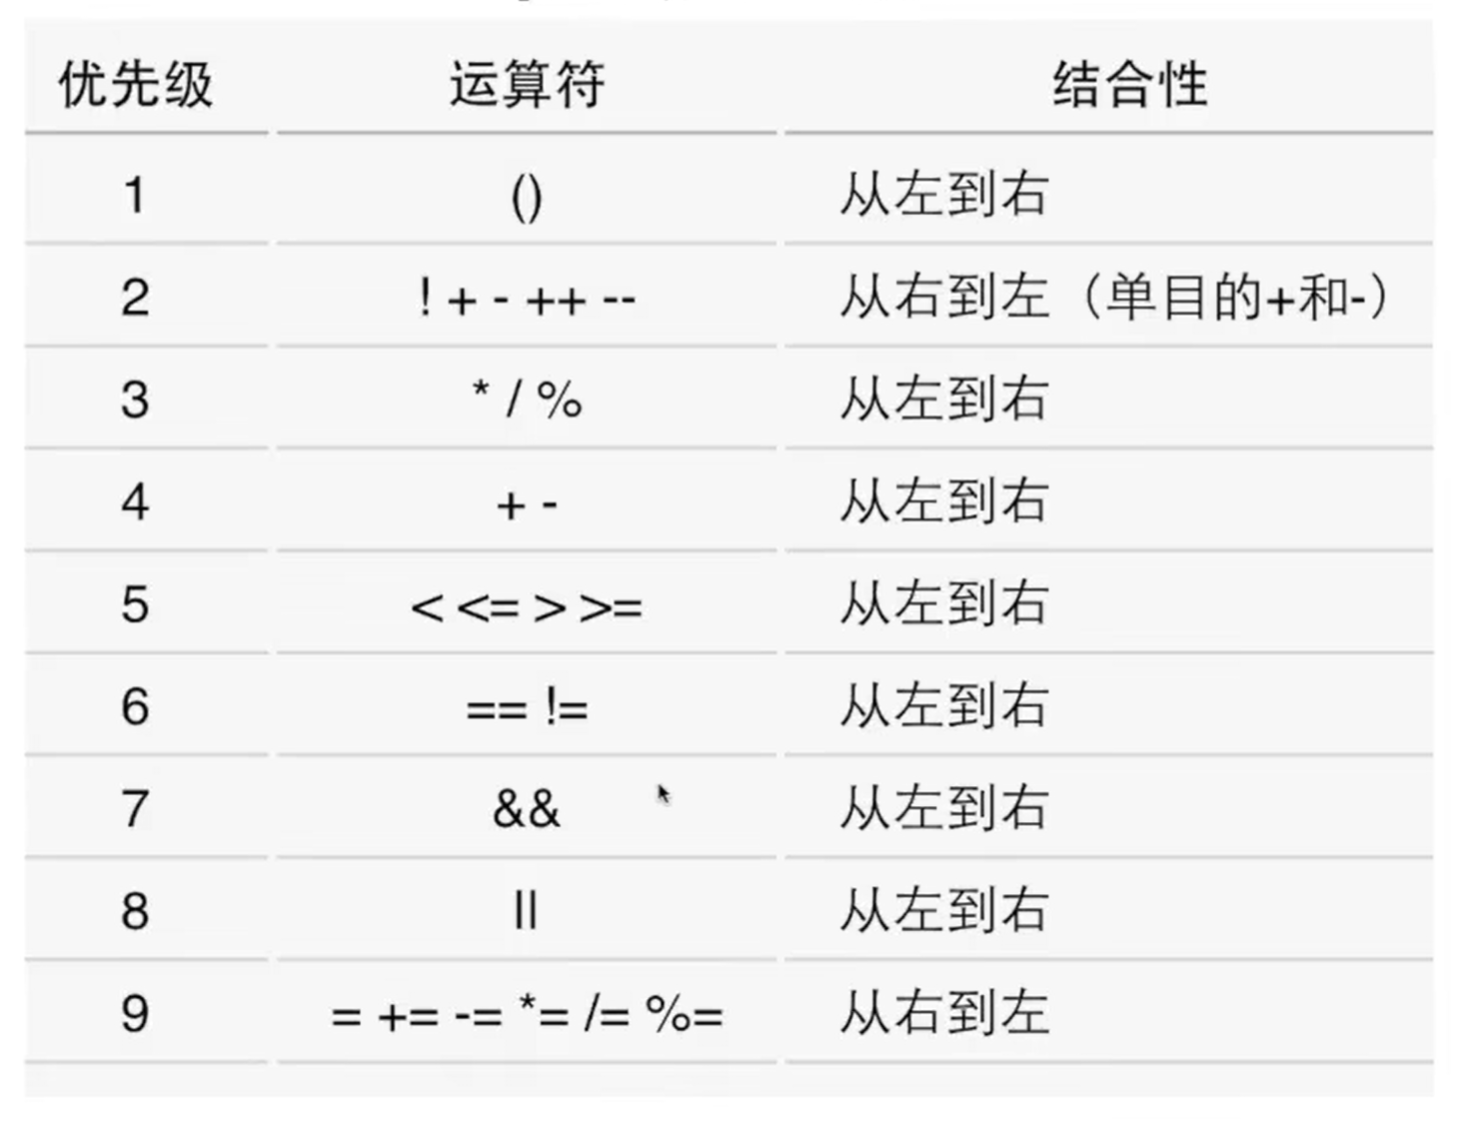 优先级 运算符 结合性
1 () 从左到右
2 ! + - ++ -- 从右到左（单目的+和-）
3 * / % 从左到右
4 + - 从左到右
5 < <= > >= 从左到右
6 == != 从左到右
7 && 从左到右
8 || 从左到右
9 = += -= *= /= %= 从右到左